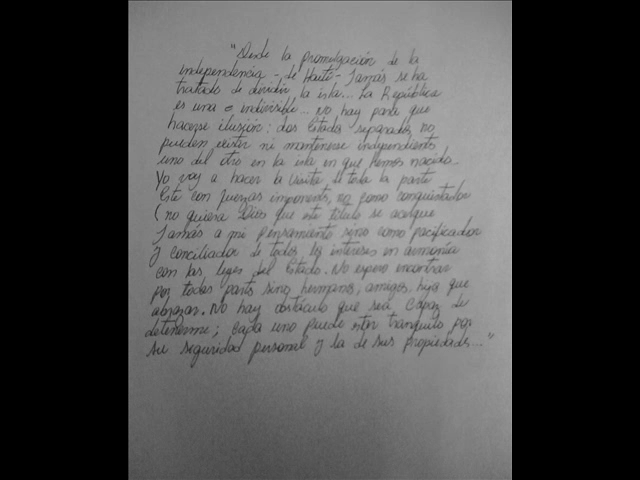 "Desde la promulgación de la
independencia - de Haití - Jamás se ha
tratado de dividir la isla... La República
es una e indivisible... No hay para que
hacerse ilusión: dos Estados separados no
pueden existir ni mantenerse independiente
uno del otro en la isla en que hemos nacido...
Yo voy a hacer la visita de toda la parte
Este con fuerzas imponents, no como conquistador
(no quiera Dios que este titulo se acerque
Jamás a mi pensamiento sino como pacificador
y conciliador de todos los intereses en armonía
con las leyes del Estado. No espero encontrar
por todas parts sino hermanos, amigos, hijos que
abrazar. No hay obstáculo que sea capaz de
detenerme; Cada uno puede estar tranquilo por
su seguridad personal y la de sus propiedades..."